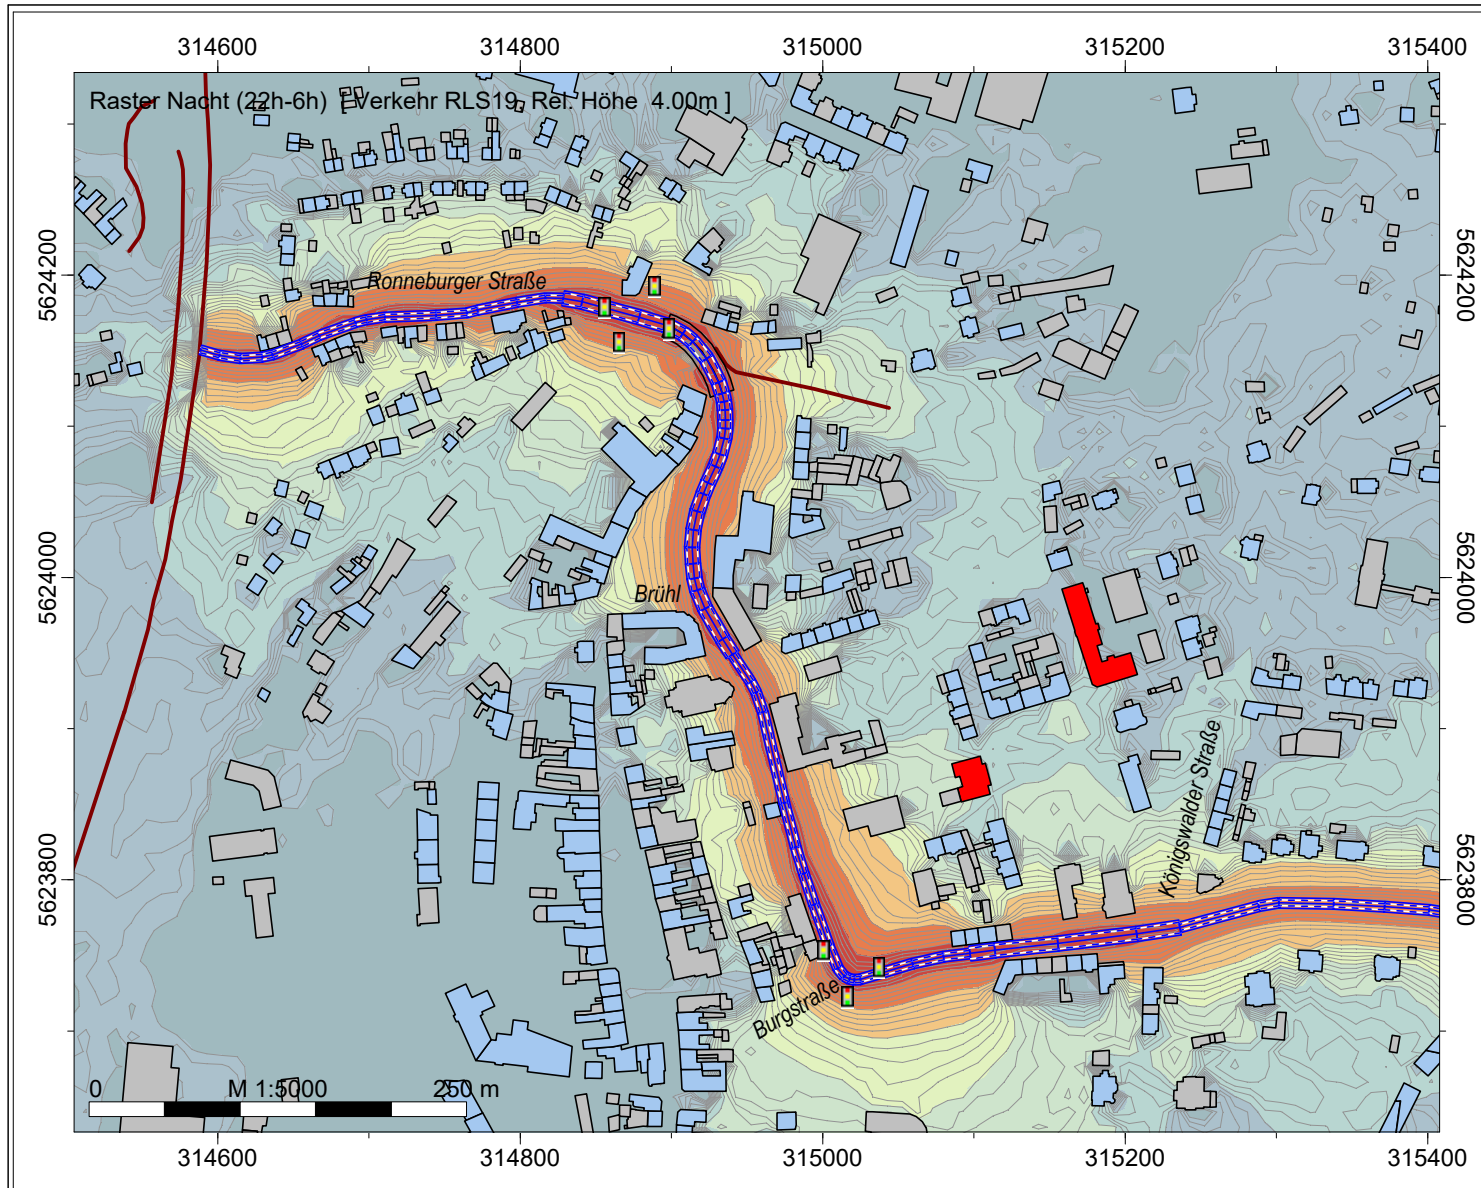 314600 314800 315000 315200 315400
Raster Nacht (22h-6h) [ Verkehr RLS19, Rel. Höhe 4.00m ]
5624200
Ronneburger Straße
5624200
5624000
Brühl
5624000
Königswalder Straße
5623800
5623800
Burgstraße
0 M 1:5000 250 m
314600 314800 315000 315200 315400